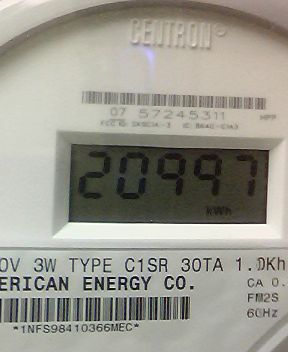 CENTRON®
07 57245311
20997
kWh
0V 3W TYPE C1SR 30TA 1.0Kh
ERICAN ENERGY CO.
CA 0.
FM2S
60Hz
*1NFS98410366MEC*